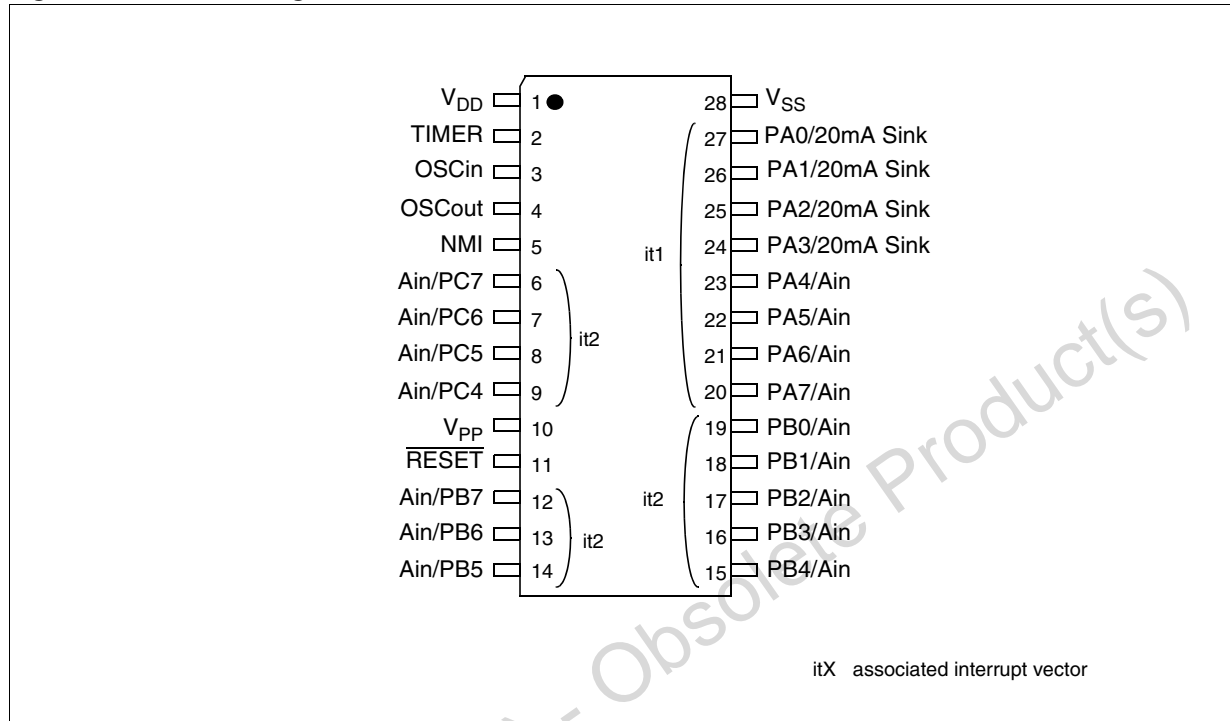 VDD 1 28 VSS
TIMER 2 27 PA0/20mA Sink
OSCin 3 26 PA1/20mA Sink
OSCout 4 25 PA2/20mA Sink
NMI 5 it1 24 PA3/20mA Sink
Ain/PC7 6 23 PA4/Ain
Ain/PC6 7 it2 22 PA5/Ain
Ain/PC5 8 21 PA6/Ain
Ain/PC4 9 20 PA7/Ain
VPP 10 19 PB0/Ain
RESET 11 18 PB1/Ain
Ain/PB7 12 it2 17 PB2/Ain
Ain/PB6 13 it2 16 PB3/Ain
Ain/PB5 14 15 PB4/Ain
itX associated interrupt vector
- Obsolete Product(s)